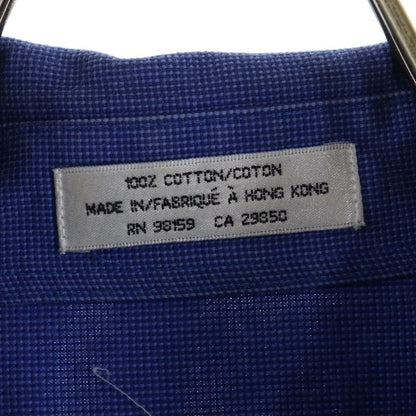 100% COTTON/COTON
MADE IN/FABRIQUÉ À HONG KONG
RN 98159 CA 29850